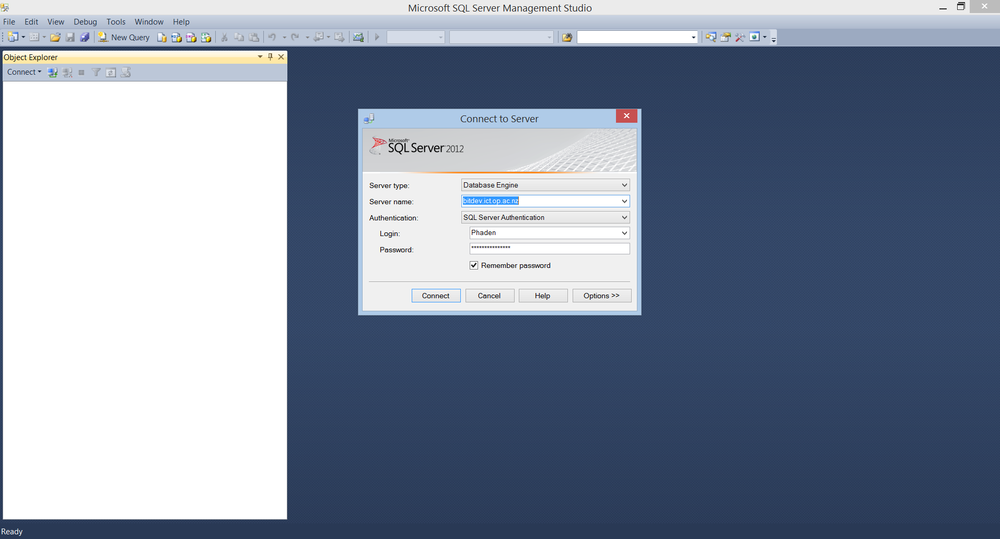 Microsoft SQL Server Management Studio
File Edit View Debug Tools Window Help
New Query
Object Explorer
Connect
Connect to Server
Microsoft®
SQL Server 2012
Server type: Database Engine
Server name: bitdev.ict.op.ac.nz
Authentication: SQL Server Authentication
Login: Phaden
Password: ***************
Remember password
Connect Cancel Help Options >>
Ready